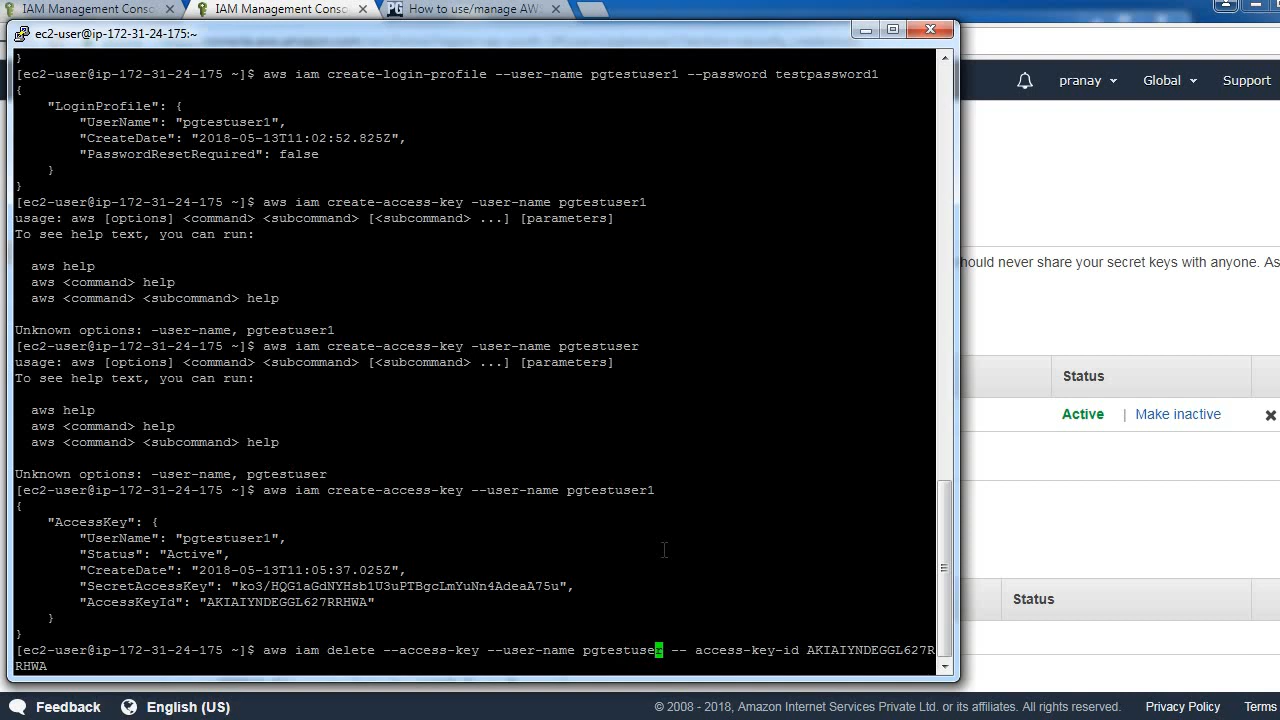 IAM Management Conso
IAM Management Conso
How to use/manage AW
ec2-user@ip-172-31-24-175:~
}
[ec2-user@ip-172-31-24-175 ~]$ aws iam create-login-profile --user-name pgtestuser1 --password testpassword1
{
"LoginProfile": {
"UserName": "pgtestuser1",
"CreateDate": "2018-05-13T11:02:52.825Z",
"PasswordResetRequired": false
}
}
[ec2-user@ip-172-31-24-175 ~]$ aws iam create-access-key -user-name pgtestuser1
usage: aws [options] <command> <subcommand> [<subcommand> ...] [parameters]
To see help text, you can run:
aws help
aws <command> help
aws <command> <subcommand> help
Unknown options: -user-name, pgtestuser1
[ec2-user@ip-172-31-24-175 ~]$ aws iam create-access-key -user-name pgtestuser
usage: aws [options] <command> <subcommand> [<subcommand> ...] [parameters]
To see help text, you can run:
aws help
aws <command> help
aws <command> <subcommand> help
Unknown options: -user-name, pgtestuser
[ec2-user@ip-172-31-24-175 ~]$ aws iam create-access-key --user-name pgtestuser1
{
"AccessKey": {
"UserName": "pgtestuser1",
"Status": "Active",
"CreateDate": "2018-05-13T11:05:37.025Z",
"SecretAccessKey": "ko3/HQG1aGdNYHsb1U3uPTBgcLmYuNn4AdeaA75u",
"AccessKeyId": "AKIAIYNDEGGL627RRHWA"
}
}
[ec2-user@ip-172-31-24-175 ~]$ aws iam delete --access-key --user-name pgtestuser -- access-key-id AKIAIYNDEGGL627R
RHWA
pranay
Global
Support
hould never share your secret keys with anyone. As
Status
Active | Make inactive
Status
Feedback
English (US)
© 2008 - 2018, Amazon Internet Services Private Ltd. or its affiliates. All rights reserved.
Privacy Policy
Terms